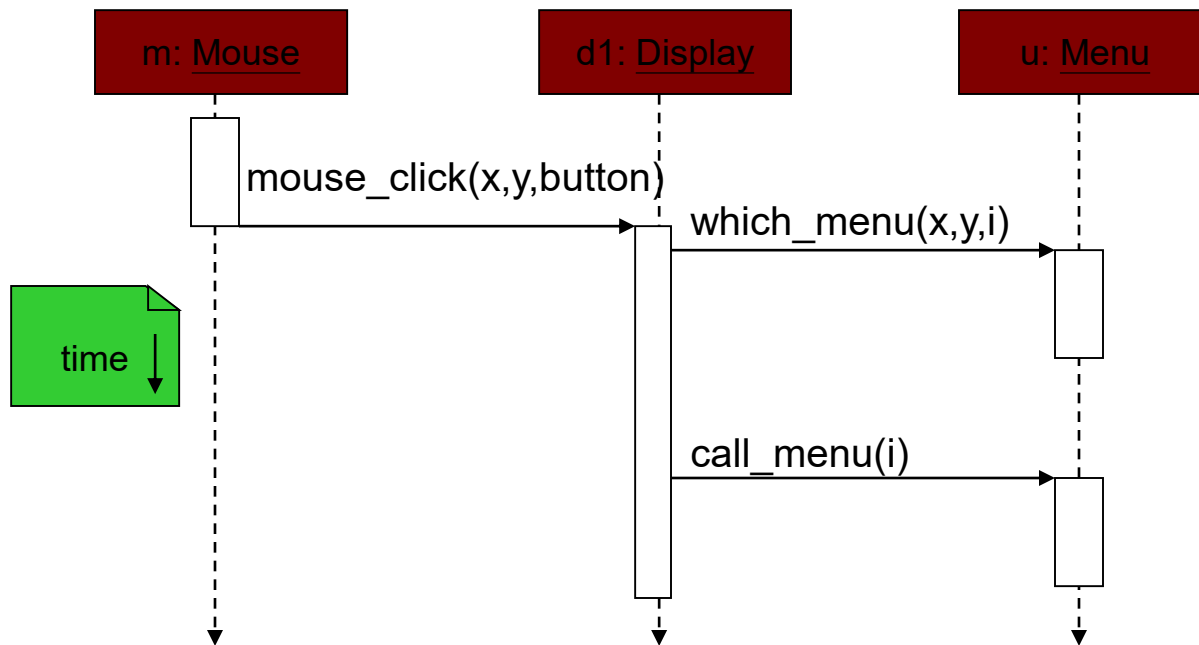 m: Mouse
d1: Display
u: Menu
mouse_click(x,y,button)
which_menu(x,y,i)
time
call_menu(i)